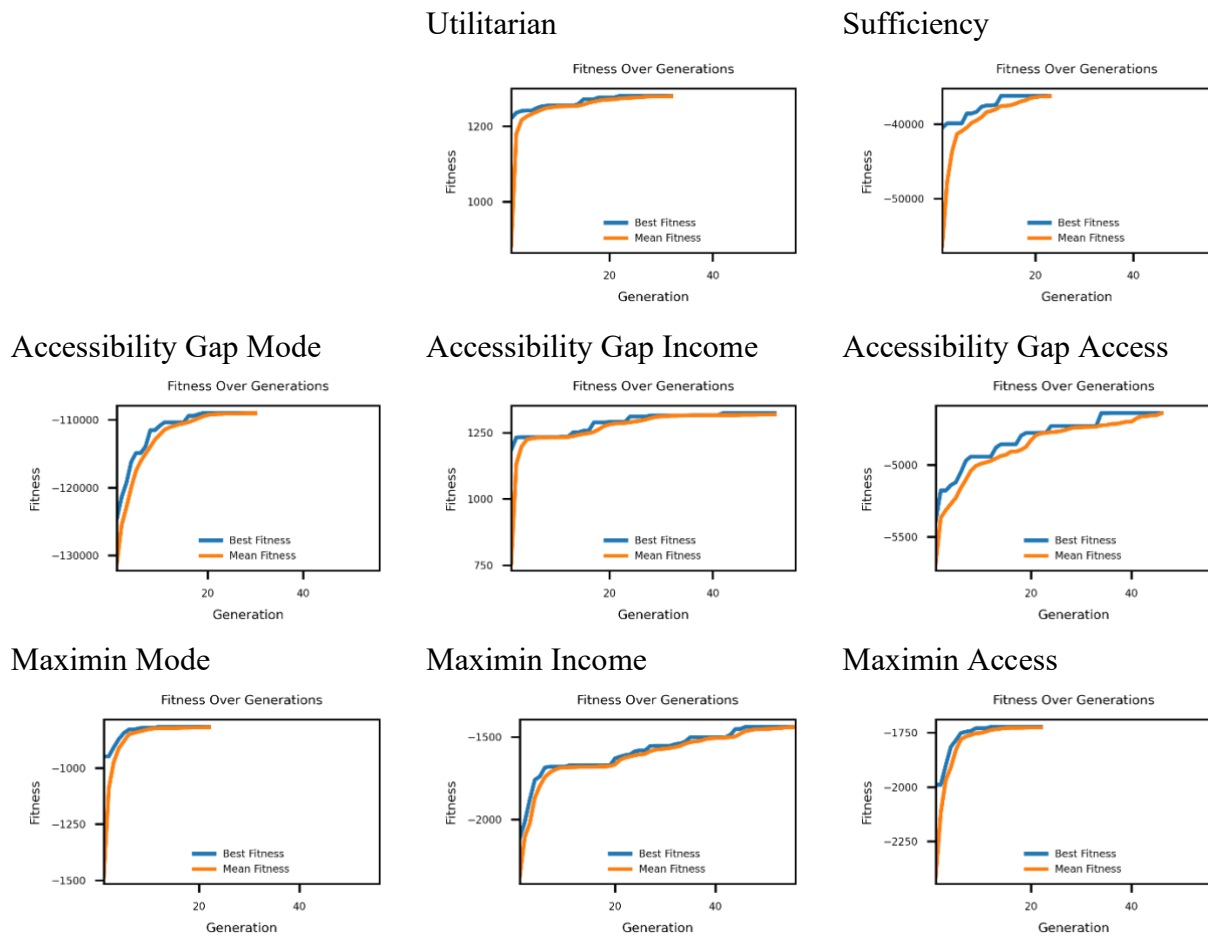 Utilitarian
Sufficiency
Fitness Over Generations
1200
1000
Fitness
Best Fitness
Mean Fitness
20
40
Generation
Fitness Over Generations
−40000
−50000
Fitness
Best Fitness
Mean Fitness
20
40
Generation
Accessibility Gap Mode
Accessibility Gap Income
Accessibility Gap Access
Fitness Over Generations
−110000
−120000
−130000
Fitness
Best Fitness
Mean Fitness
20
40
Generation
Fitness Over Generations
1250
1000
750
Fitness
Best Fitness
Mean Fitness
20
40
Generation
Fitness Over Generations
−5000
−5500
Fitness
Best Fitness
Mean Fitness
20
40
Generation
Maximin Mode
Maximin Income
Maximin Access
Fitness Over Generations
−1000
−1250
−1500
Fitness
Best Fitness
Mean Fitness
20
40
Generation
Fitness Over Generations
−1500
−2000
Fitness
Best Fitness
Mean Fitness
20
40
Generation
Fitness Over Generations
−1750
−2000
−2250
Fitness
Best Fitness
Mean Fitness
20
40
Generation